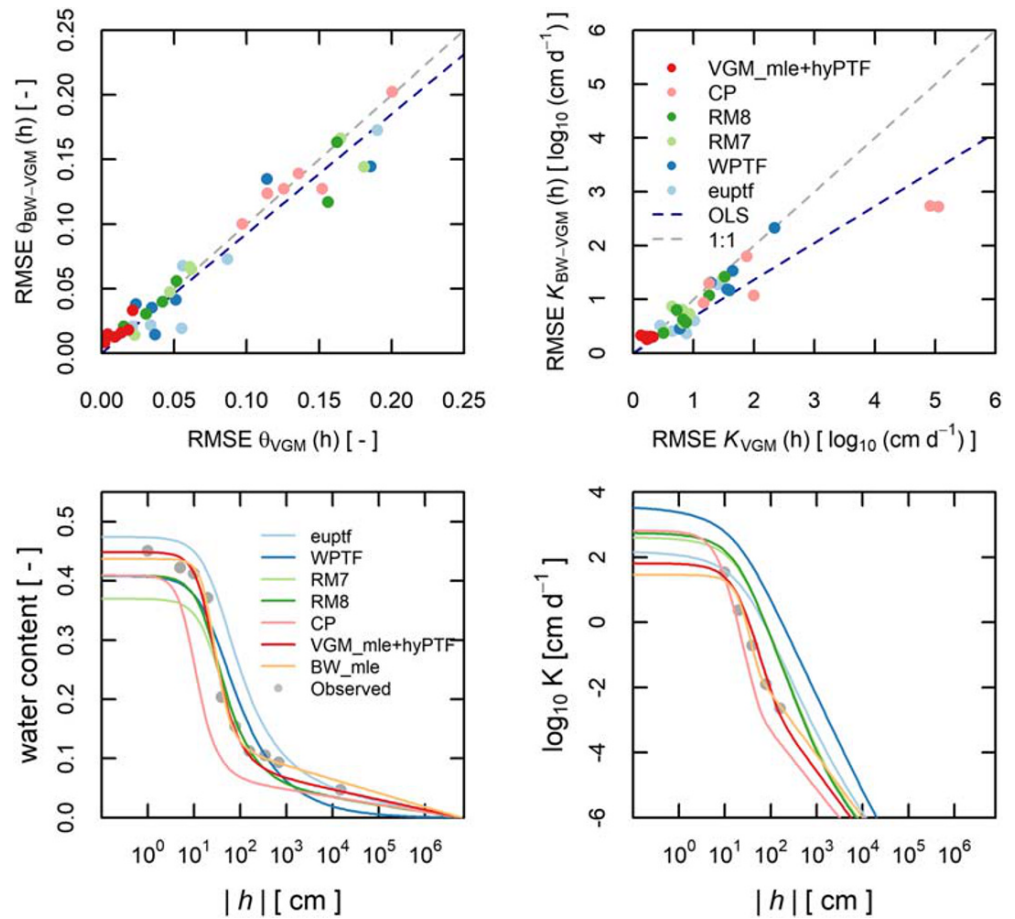 RMSE θBW−VGM (h) [ - ]
0.25
0.20
0.15
0.10
0.05
0.00
0.00 0.05 0.10 0.15 0.20 0.25
RMSE θVGM (h) [ - ]
RMSE KBW−VGM (h) [ log10 (cm d−1) ]
6
5
4
3
2
1
0
VGM_mle+hyPTF
CP
RM8
RM7
WPTF
euptf
OLS
1:1
0 1 2 3 4 5 6
RMSE KVGM (h) [ log10 (cm d−1) ]
water content [ - ]
0.5
0.4
0.3
0.2
0.1
0.0
euptf
WPTF
RM7
RM8
CP
VGM_mle+hyPTF
BW_mle
Observed
10^0 10^1 10^2 10^3 10^4 10^5 10^6
| h | [ cm ]
log10 K [cm d−1]
4
2
0
-2
-4
-6
10^0 10^1 10^2 10^3 10^4 10^5 10^6
| h | [ cm ]